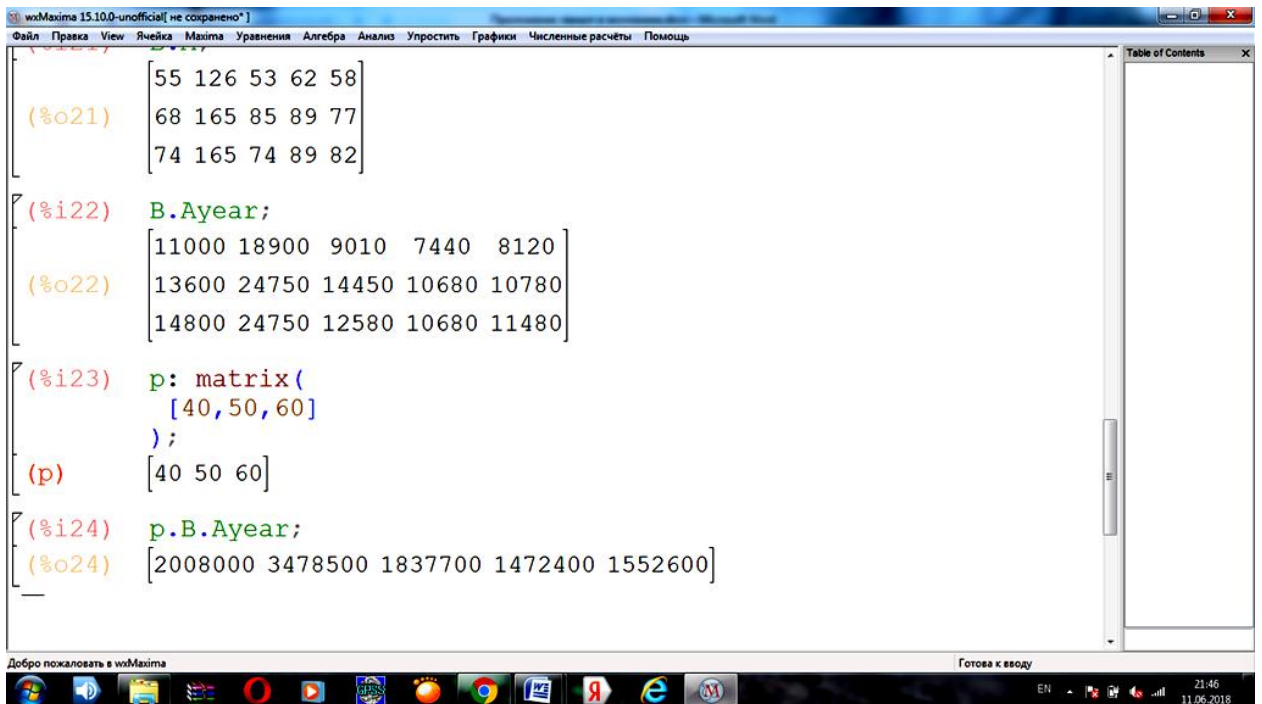 wxMaxima 15.10.0-unofficial[ не сохранено* ]
Файл Правка View Ячейка Maxima Уравнения Алгебра Анализ Упростить Графики Численные расчёты Помощь
Table of Contents x
55 126 53 62 58
(%o21) 68 165 85 89 77
74 165 74 89 82
(%i22) B.Ayear;
11000 18900 9010 7440 8120
(%o22) 13600 24750 14450 10680 10780
14800 24750 12580 10680 11480
(%i23) p: matrix(
[40,50,60]
);
(p) [40 50 60]
(%i24) p.B.Ayear;
(%o24) [2008000 3478500 1837700 1472400 1552600]
Добро пожаловать в wxMaxima Готова к вводу
GPSS Я M EN 21:46
11.06.2018